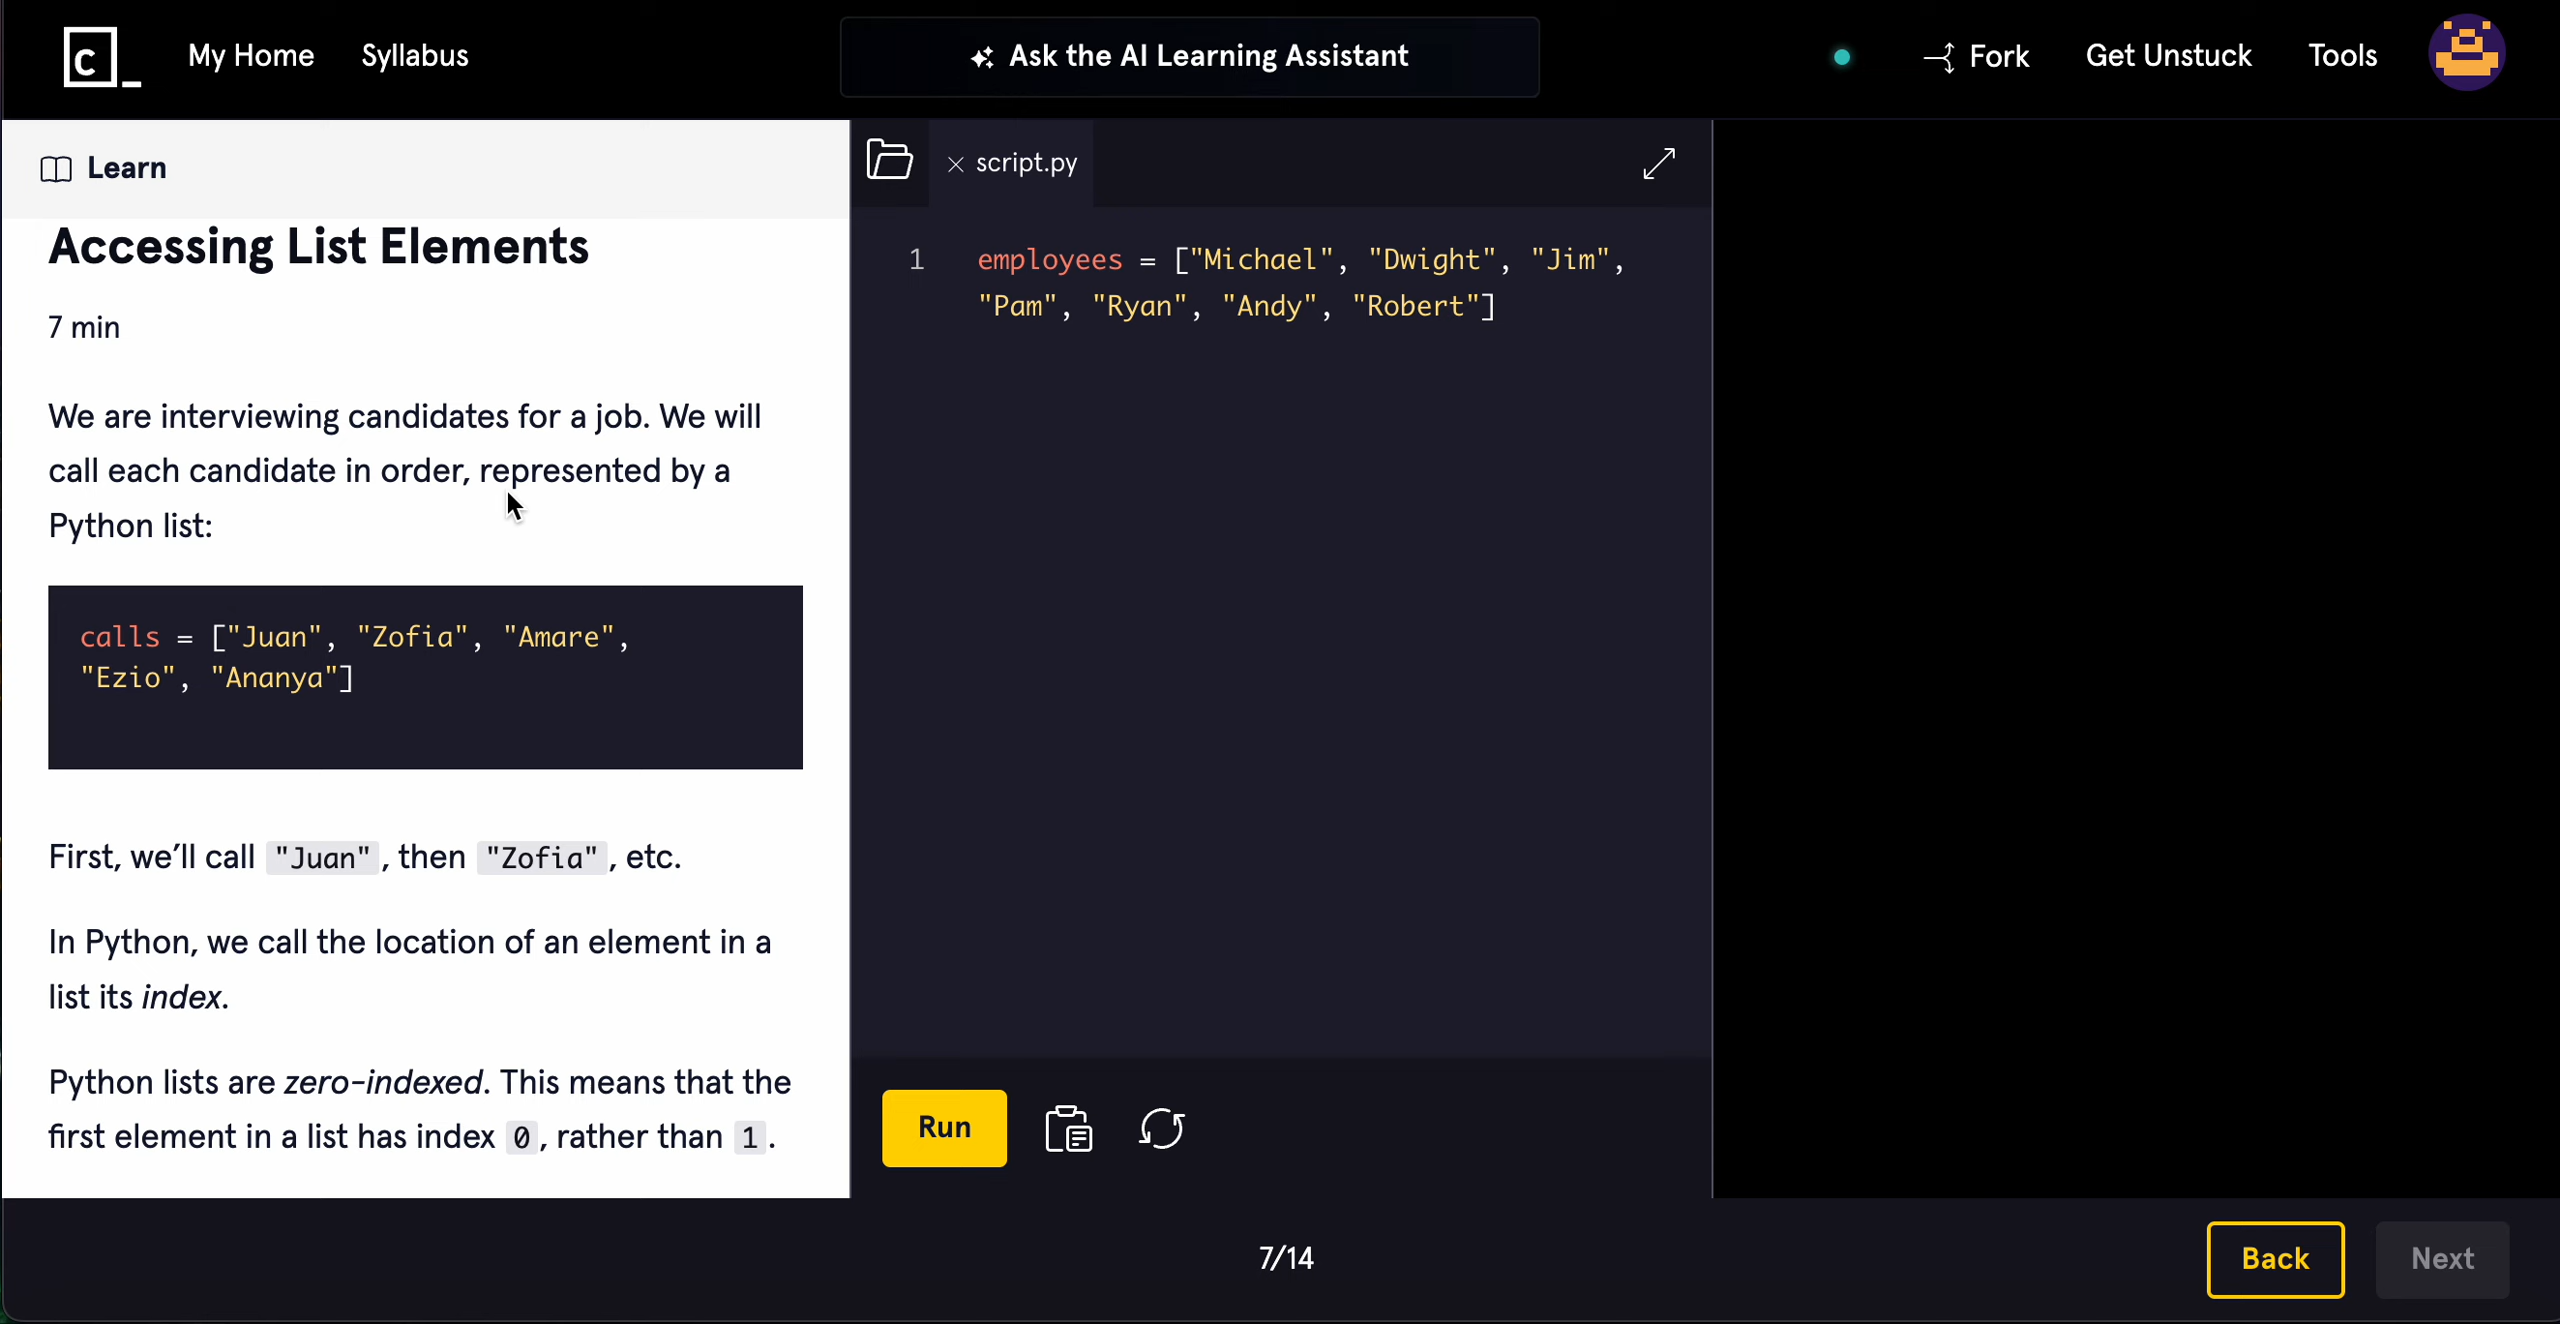 c_
My Home
Syllabus
Ask the AI Learning Assistant
Fork
Get Unstuck
Tools
Learn
Accessing List Elements
7 min
We are interviewing candidates for a job. We will
call each candidate in order, represented by a
Python list:
calls = ["Juan", "Zofia", "Amare",
"Ezio", "Ananya"]
First, we’ll call "Juan", then "Zofia", etc.
In Python, we call the location of an element in a
list its index.
Python lists are zero-indexed. This means that the
first element in a list has index 0, rather than 1.
script.py
1 employees = ["Michael", "Dwight", "Jim",
"Pam", "Ryan", "Andy", "Robert"]
Run
7/14
Back
Next